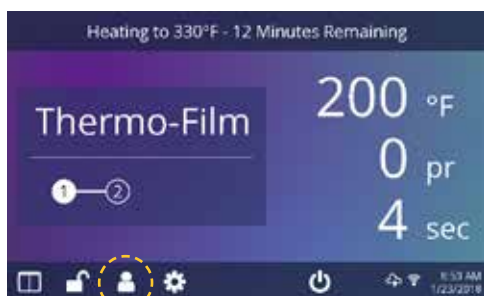 Heating to 330°F - 12 Minutes Remaining
Thermo-Film
1 2
200 °F
0 pr
4 sec
8:53 AM
1/23/2018